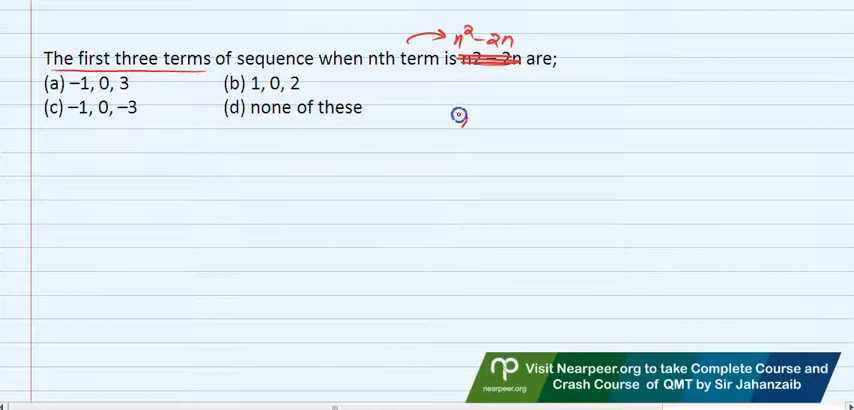 n²-2n
The first three terms of sequence when nth term is n2 – 2n are;
(a) –1, 0, 3 (b) 1, 0, 2
(c) –1, 0, –3 (d) none of these
Visit Nearpeer.org to take Complete Course and
Crash Course of QMT by Sir Jahanzaib
np
nearpeer.org